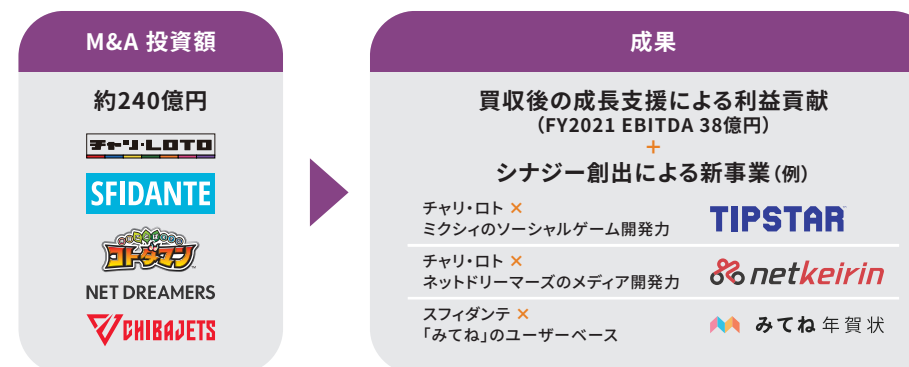 M&A 投資額
約240億円
チャリ・LOTO
SFIDANTE
コトダマン
NET DREAMERS
CHIBAJETS
成果
買収後の成長支援による利益貢献
（FY2021 EBITDA 38億円）
+
シナジー創出による新事業（例）
チャリ・ロト ×
ミクシィのソーシャルゲーム開発力
TIPSTAR
チャリ・ロト ×
ネットドリーマーズのメディア開発力
netkeirin
スフィダンテ ×
「みてね」のユーザーベース
みてね年賀状